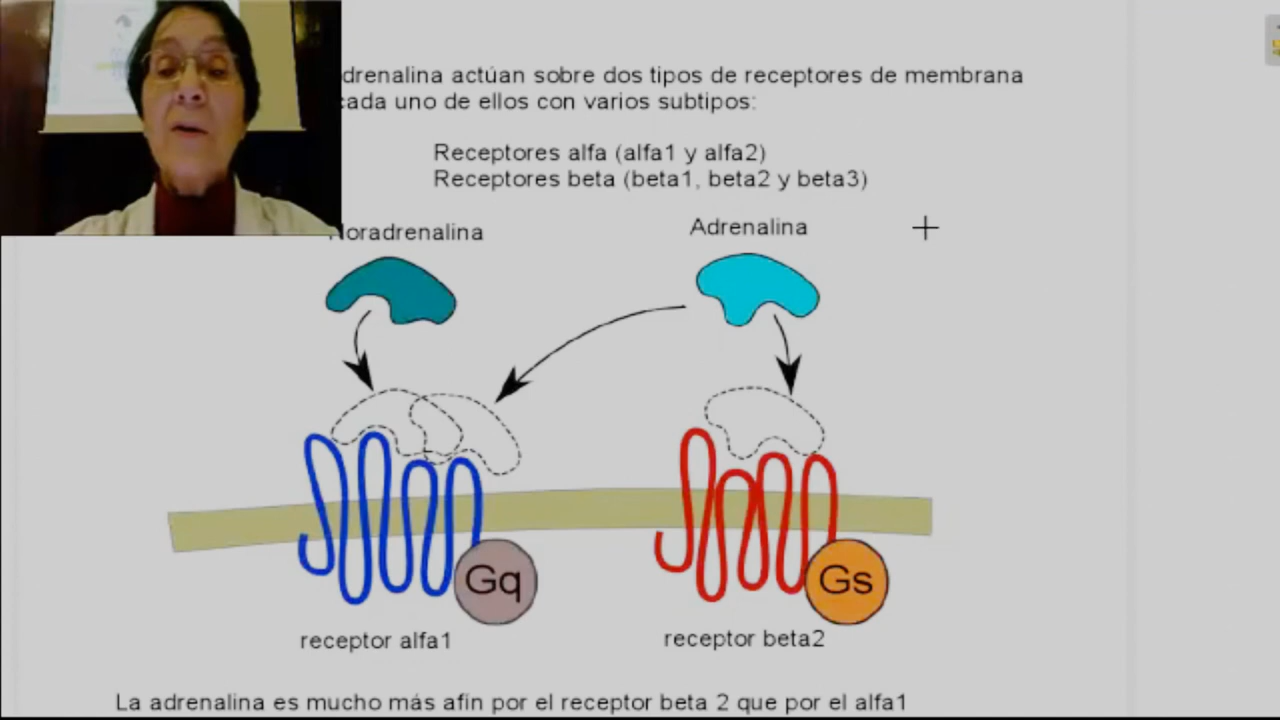 drenalina actúan sobre dos tipos de receptores de membrana
cada uno de ellos con varios subtipos:
Receptores alfa (alfa1 y alfa2)
Receptores beta (beta1, beta2 y beta3)
Noradrenalina
Adrenalina
Gq
Gs
receptor alfa1
receptor beta2
La adrenalina es mucho más afín por el receptor beta 2 que por el alfa1